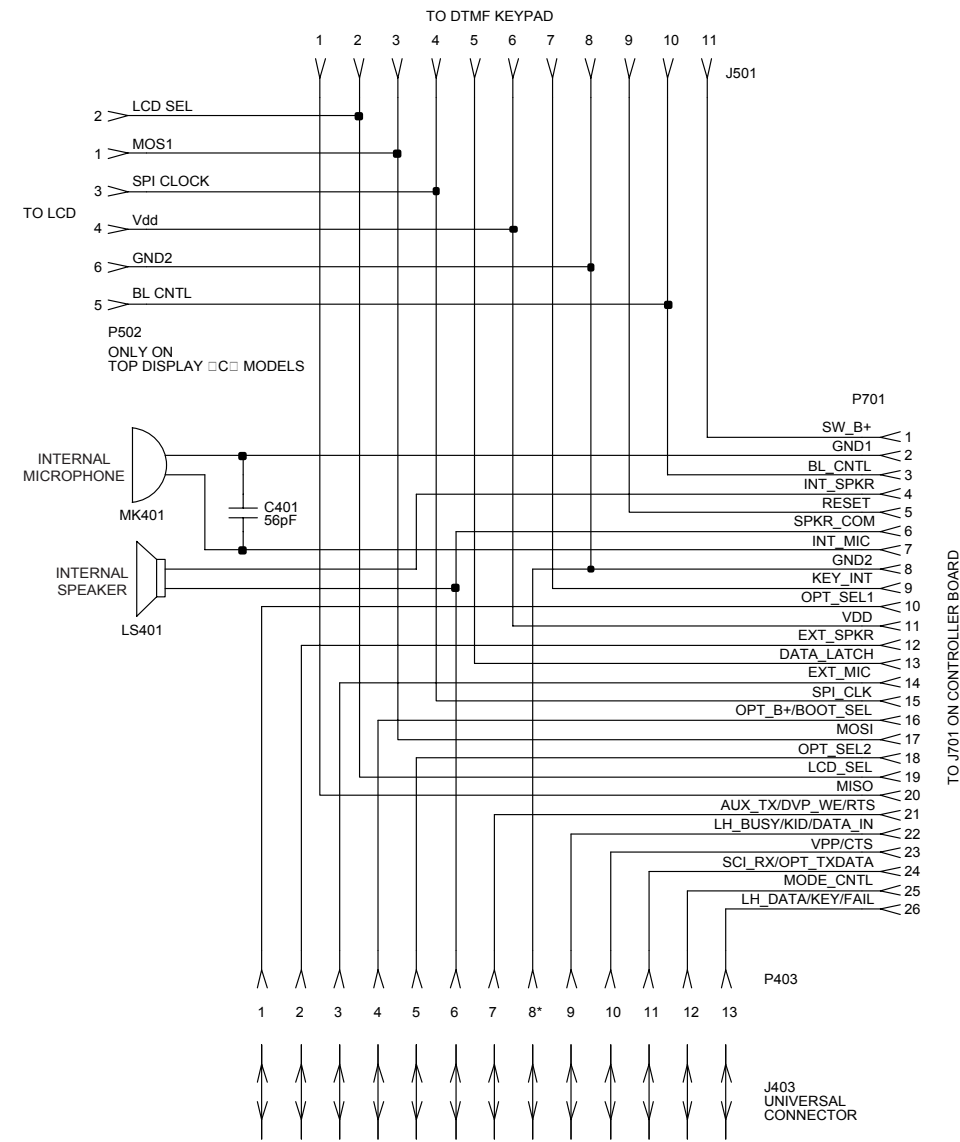 TO DTMF KEYPAD
1 2 3 4 5 6 7 8 9 10 11
J501
2 LCD SEL
1 MOS1
3 SPI CLOCK
TO LCD
4 Vdd
6 GND2
5 BL CNTL
P502
ONLY ON
TOP DISPLAY □C□ MODELS
P701
SW_B+ 1
GND1 2
BL_CNTL 3
INT_SPKR 4
RESET 5
SPKR_COM 6
INT_MIC 7
GND2 8
KEY_INT 9
OPT_SEL1 10
VDD 11
EXT_SPKR 12
DATA_LATCH 13
EXT_MIC 14
SPI_CLK 15
OPT_B+/BOOT_SEL 16
MOSI 17
OPT_SEL2 18
LCD_SEL 19
MISO 20
AUX_TX/DVP_WE/RTS 21
LH_BUSY/KID/DATA_IN 22
VPP/CTS 23
SCI_RX/OPT_TXDATA 24
MODE_CNTL 25
LH_DATA/KEY/FAIL 26
TO J701 ON CONTROLLER BOARD
INTERNAL
MICROPHONE
MK401
C401
56pF
INTERNAL
SPEAKER
LS401
P403
1 2 3 4 5 6 7 8* 9 10 11 12 13
J403
UNIVERSAL
CONNECTOR